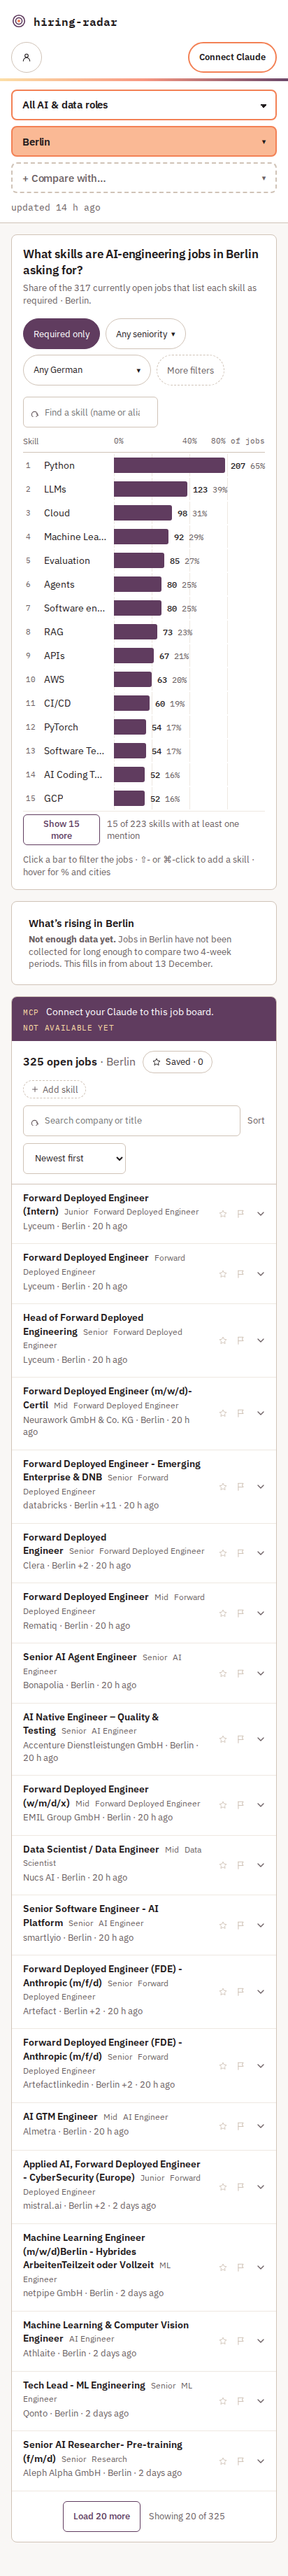 hiring-radar
Connect Claude
All AI & data roles
Berlin
+ Compare with...
updated 14 h ago
What skills are AI-engineering jobs in Berlin
asking for?
Share of the 317 currently open jobs that list each skill as
required · Berlin.
Required only
Any seniority
Any German
More filters
Find a skill (name or alia
Skill 0% 40% 80% of jobs
1 Python 207 65%
2 LLMs 123 39%
3 Cloud 98 31%
4 Machine Lea... 92 29%
5 Evaluation 85 27%
6 Agents 80 25%
7 Software en... 80 25%
8 RAG 73 23%
9 APIs 67 21%
10 AWS 63 20%
11 CI/CD 60 19%
12 PyTorch 54 17%
13 Software Te... 54 17%
14 AI Coding T... 52 16%
15 GCP 52 16%
Show 15
more
15 of 223 skills with at least one
mention
Click a bar to filter the jobs · ⇧- or ⌘-click to add a skill ·
hover for % and cities
What's rising in Berlin
Not enough data yet. Jobs in Berlin have not been
collected for long enough to compare two 4-week
periods. This fills in from about 13 December.
MCP Connect your Claude to this job board.
NOT AVAILABLE YET
325 open jobs · Berlin
Saved · 0
+ Add skill
Search company or title
Sort
Newest first
Forward Deployed Engineer
(Intern) Junior Forward Deployed Engineer
Lyceum · Berlin · 20 h ago
Forward Deployed Engineer Forward
Deployed Engineer
Lyceum · Berlin · 20 h ago
Head of Forward Deployed
Engineering Senior Forward Deployed
Engineer
Lyceum · Berlin · 20 h ago
Forward Deployed Engineer (m/w/d)-
Certil Mid Forward Deployed Engineer
Neurawork GmbH & Co. KG · Berlin · 20 h
ago
Forward Deployed Engineer - Emerging
Enterprise & DNB Senior Forward
Deployed Engineer
databricks · Berlin +11 · 20 h ago
Forward Deployed
Engineer Senior Forward Deployed Engineer
Clera · Berlin +2 · 20 h ago
Forward Deployed Engineer Mid Forward
Deployed Engineer
Rematiq · Berlin · 20 h ago
Senior AI Agent Engineer Senior AI
Engineer
Bonapolia · Berlin · 20 h ago
AI Native Engineer – Quality &
Testing Senior AI Engineer
Accenture Dienstleistungen GmbH · Berlin ·
20 h ago
Forward Deployed Engineer
(w/m/d/x) Mid Forward Deployed Engineer
EMIL Group GmbH · Berlin · 20 h ago
Data Scientist / Data Engineer Mid Data
Scientist
Nucs AI · Berlin · 20 h ago
Senior Software Engineer - AI
Platform Senior AI Engineer
smartlyio · Berlin · 20 h ago
Forward Deployed Engineer (FDE) -
Anthropic (m/f/d) Senior Forward
Deployed Engineer
Artefact · Berlin +2 · 20 h ago
Forward Deployed Engineer (FDE) -
Anthropic (m/f/d) Senior Forward
Deployed Engineer
Artefactlinkedin · Berlin +2 · 20 h ago
AI GTM Engineer Mid AI Engineer
Almetra · Berlin · 20 h ago
Applied AI, Forward Deployed Engineer
- CyberSecurity (Europe) Junior Forward
Deployed Engineer
mistral.ai · Berlin +2 · 2 days ago
Machine Learning Engineer
(m/w/d)Berlin - Hybrides
ArbeitenTeilzeit oder Vollzeit ML
Engineer
netpipe GmbH · Berlin · 2 days ago
Machine Learning & Computer Vision
Engineer AI Engineer
Athlaite · Berlin · 2 days ago
Tech Lead - ML Engineering Senior ML
Engineer
Qonto · Berlin · 2 days ago
Senior AI Researcher- Pre-training
(f/m/d) Senior Research
Aleph Alpha GmbH · Berlin · 2 days ago
Load 20 more
Showing 20 of 325